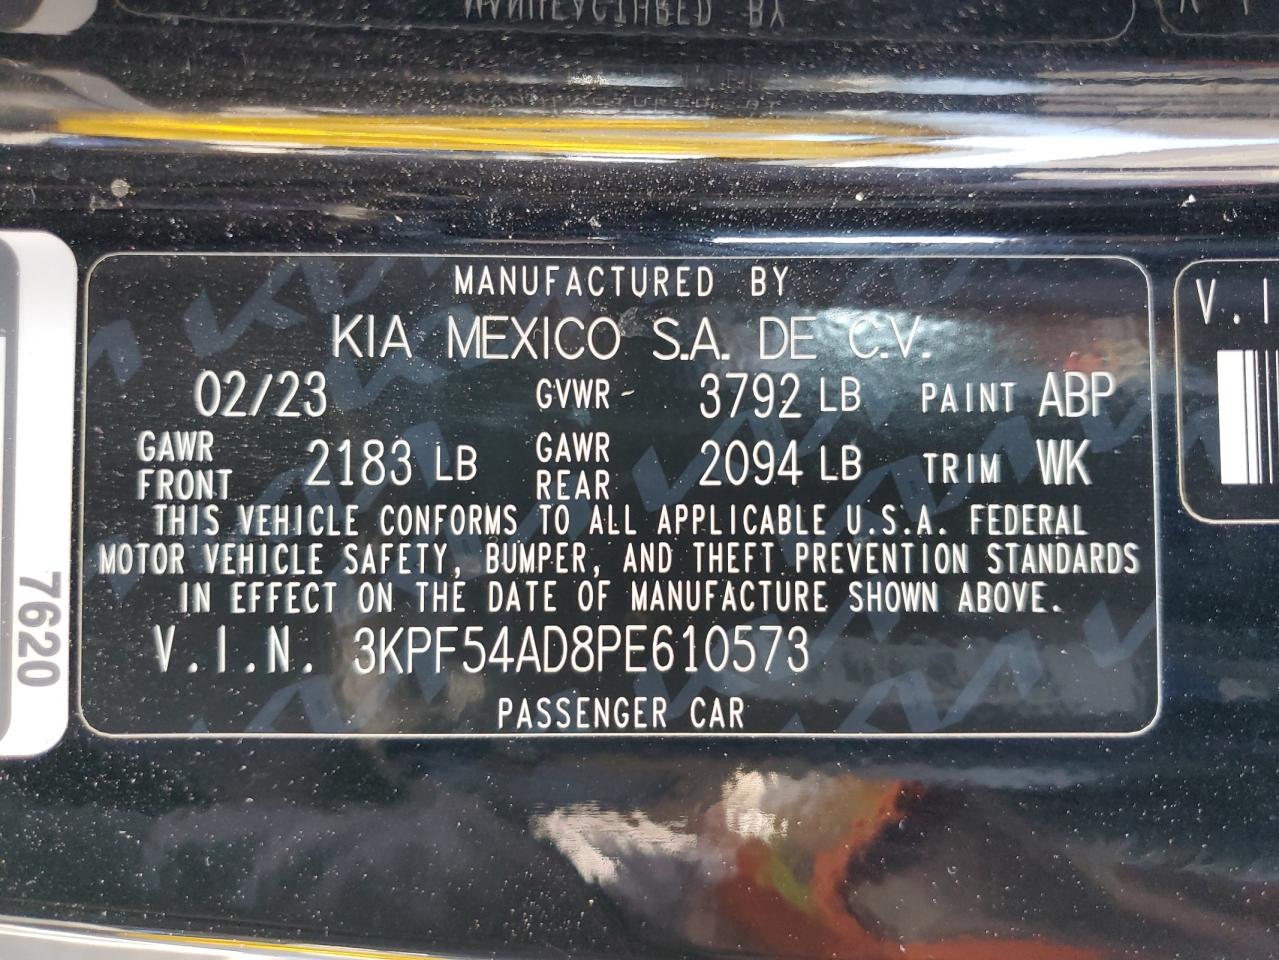 MANUFACTURED BY
KIA MEXICO S.A. DE C.V.
02/23 GVWR - 3792 LB PAINT ABP
GAWR FRONT 2183 LB GAWR REAR 2094 LB TRIM WK
THIS VEHICLE CONFORMS TO ALL APPLICABLE U.S.A. FEDERAL
MOTOR VEHICLE SAFETY, BUMPER, AND THEFT PREVENTION STANDARDS
IN EFFECT ON THE DATE OF MANUFACTURE SHOWN ABOVE.
V.I.N. 3KPF54AD8PE610573
PASSENGER CAR
7620
V.I